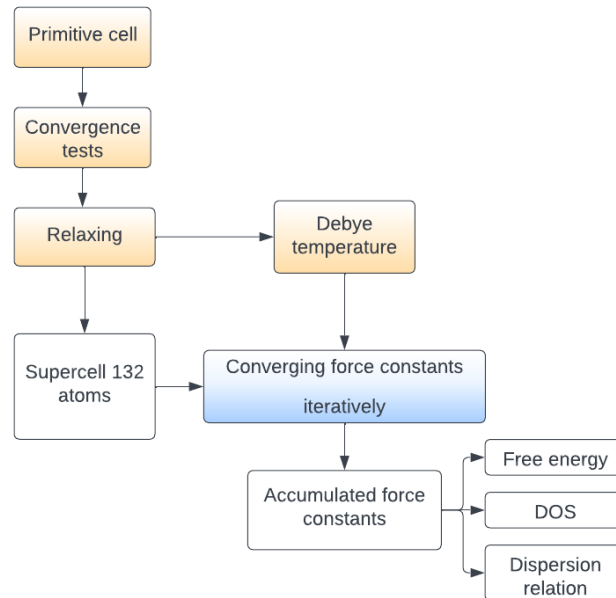 Primitive cell
Convergence
tests
Relaxing
Debye
temperature
Supercell 132
atoms
Converging force constants
iteratively
Accumulated force
constants
Free energy
DOS
Dispersion
relation